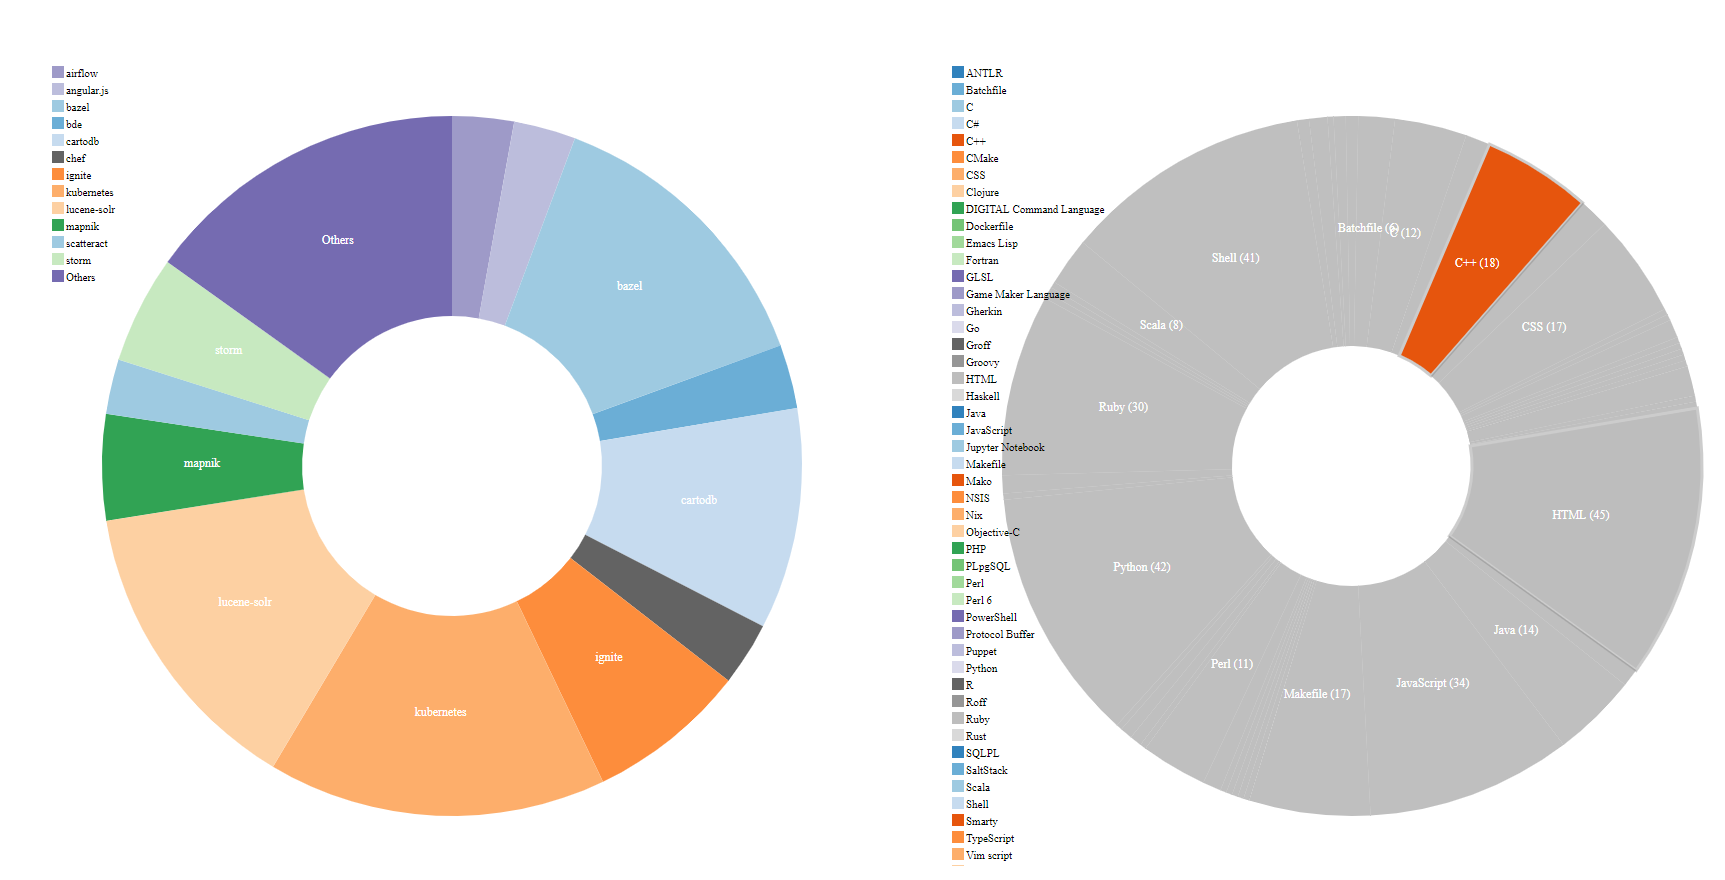 airflow
angular.js
bazel
bde
cartodb
chef
ignite
kubernetes
lucene-solr
mapnik
scatteract
storm
Others
Others
bazel
storm
mapnik
cartodb
lucene-solr
ignite
kubernetes
ANTLR
Batchfile
C
C#
C++
CMake
CSS
Clojure
DIGITAL Command Language
Dockerfile
Emacs Lisp
Fortran
GLSL
Game Maker Language
Gherkin
Go
Groff
Groovy
HTML
Haskell
Java
JavaScript
Jupyter Notebook
Makefile
Mako
NSIS
Nix
Objective-C
PHP
PLpgSQL
Perl
Perl 6
PowerShell
Protocol Buffer
Puppet
Python
R
Roff
Ruby
Rust
SQLPL
SaltStack
Scala
Shell
Smarty
TypeScript
Vim script
Batchfile (6)
C (12)
Shell (41)
C++ (18)
Scala (8)
CSS (17)
Ruby (30)
HTML (45)
Python (42)
Java (14)
Perl (11)
JavaScript (34)
Makefile (17)